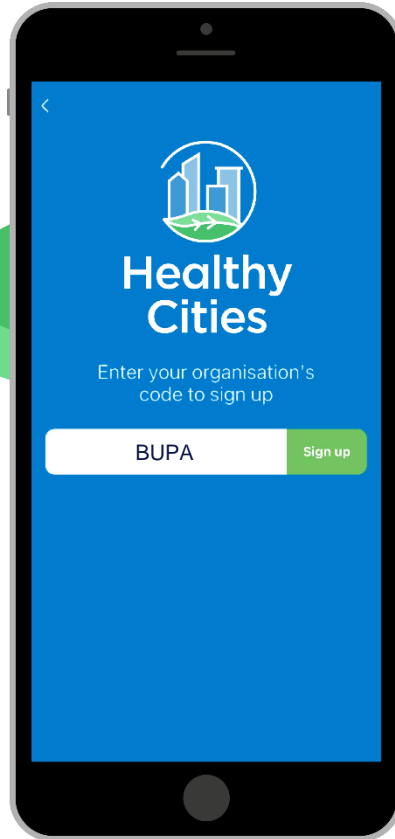 Healthy
Cities
Enter your organisation's
code to sign up
BUPA
Sign up